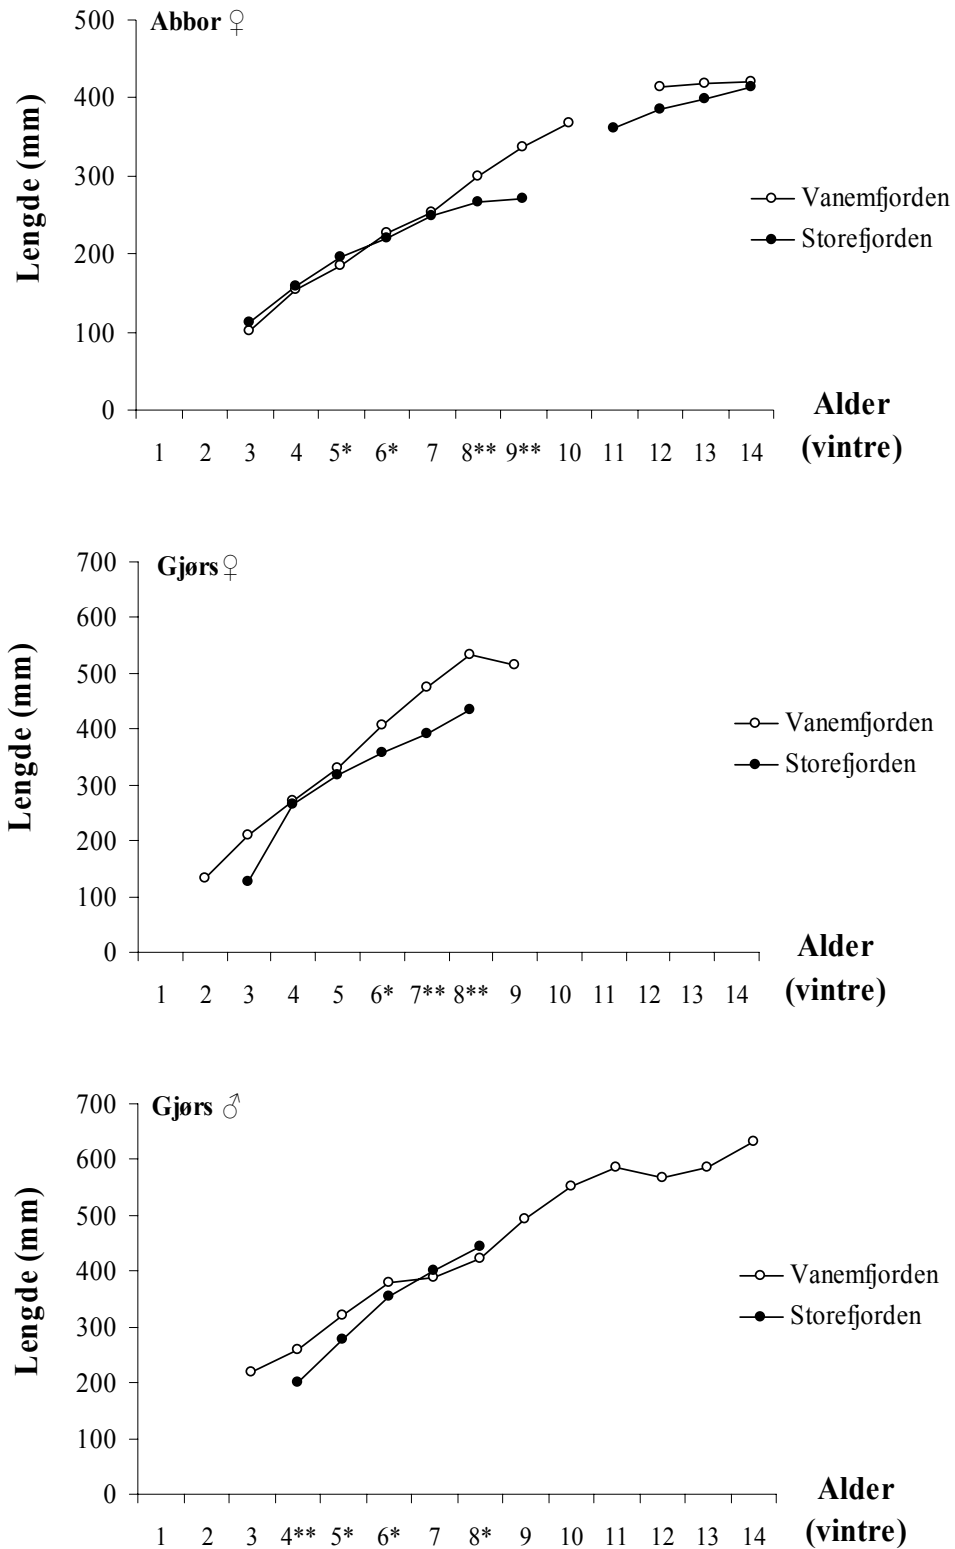 Abbor ♀
500
400
300
200
100
0
Lengde (mm)
Vanemfjorden
Storefjorden
1 2 3 4 5* 6* 7 8** 9** 10 11 12 13 14
Alder
(vintre)
Gjørs ♀
700
600
500
400
300
200
100
0
Lengde (mm)
Vanemfjorden
Storefjorden
1 2 3 4 5 6* 7** 8** 9 10 11 12 13 14
Alder
(vintre)
Gjørs ♂
700
600
500
400
300
200
100
0
Lengde (mm)
Vanemfjorden
Storefjorden
1 2 3 4** 5* 6* 7 8* 9 10 11 12 13 14
Alder
(vintre)